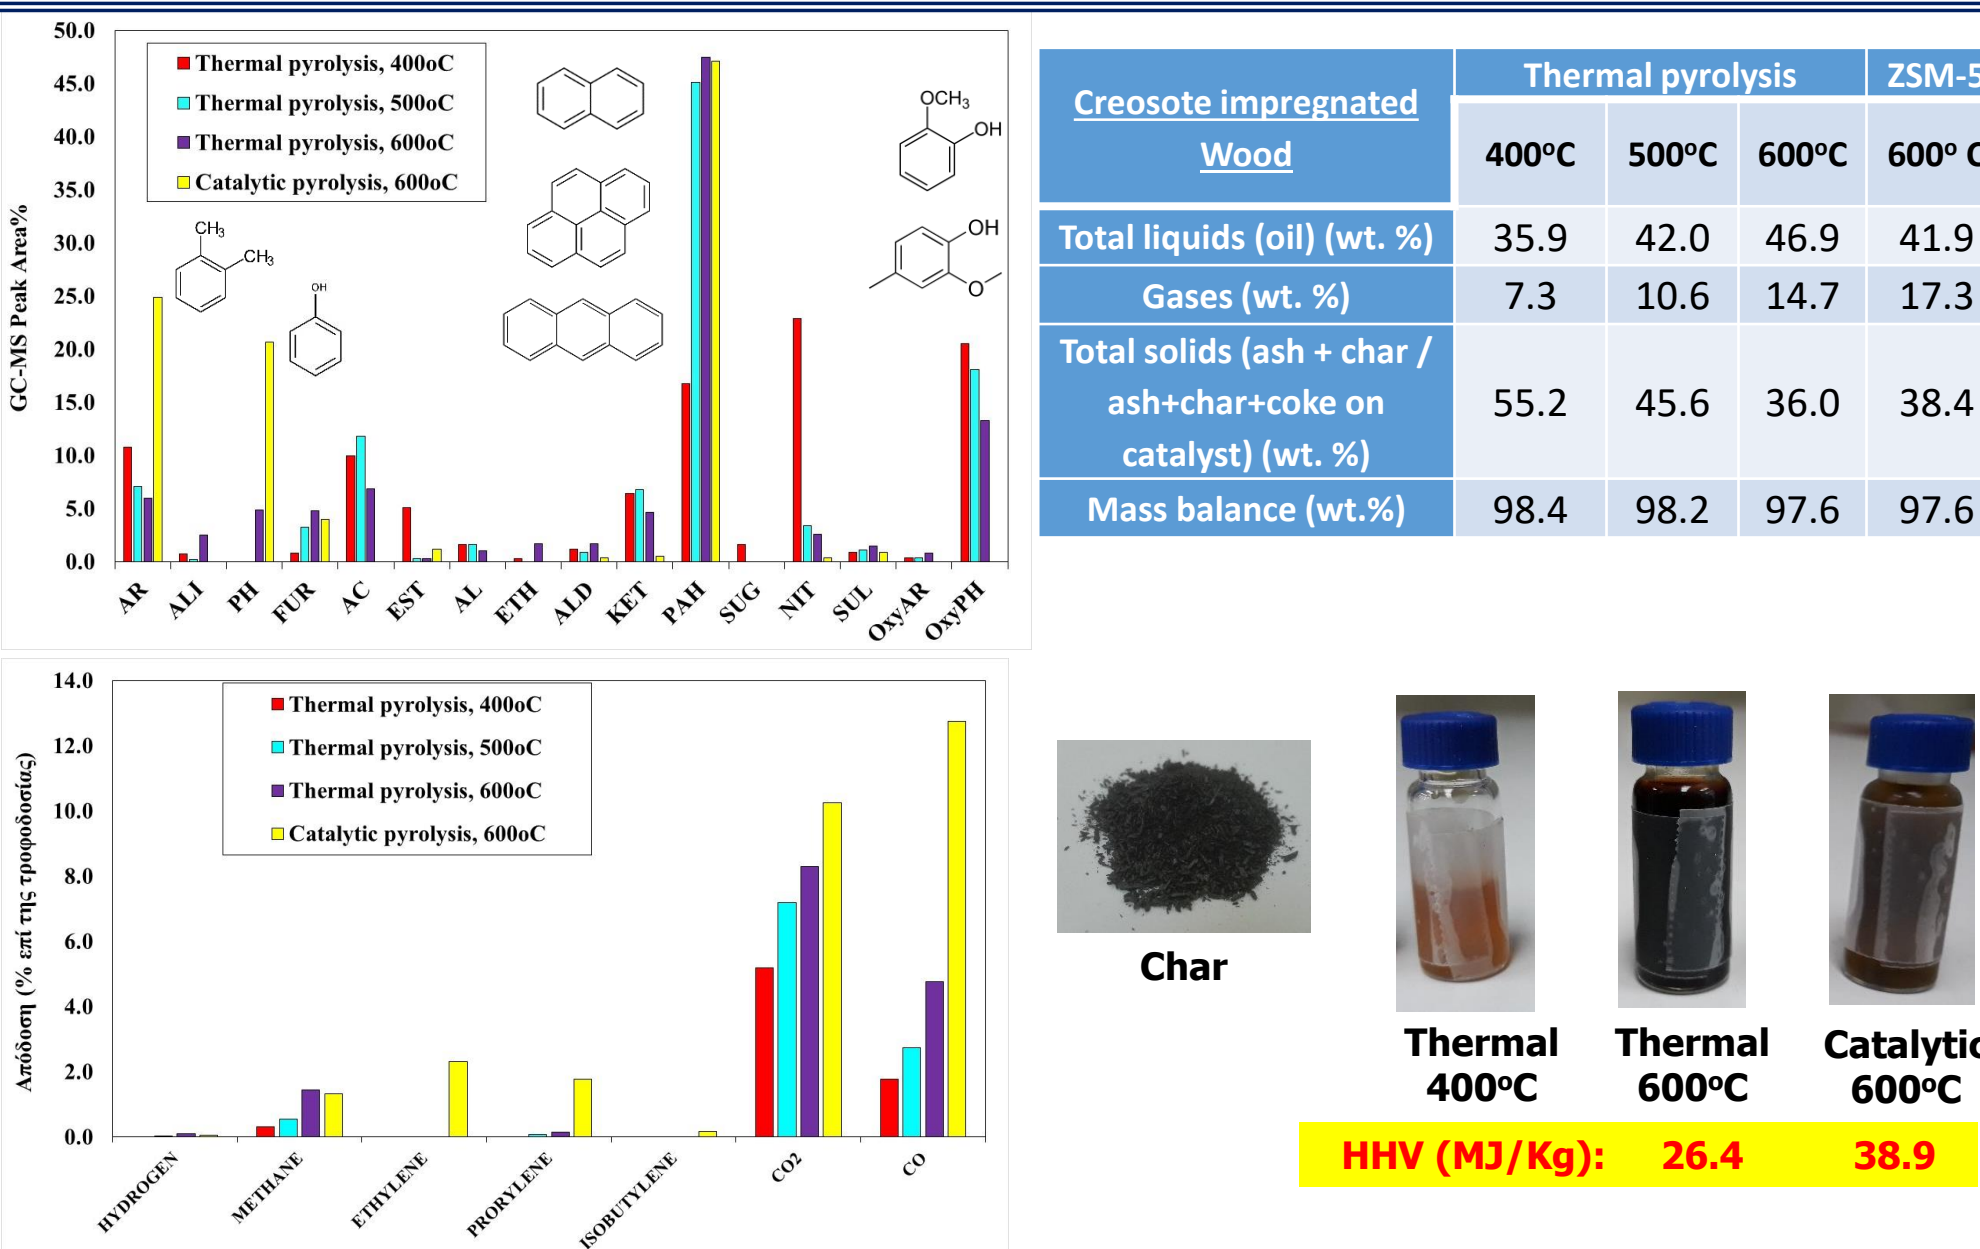 50.0
45.0
40.0
35.0
30.0
25.0
20.0
15.0
10.0
5.0
0.0
GC-MS Peak Area%
Thermal pyrolysis, 400oC
Thermal pyrolysis, 500oC
Thermal pyrolysis, 600oC
Catalytic pyrolysis, 600oC
CH3
CH3
OH
OCH3
OH
OH
O
AR ALI PH FUR AC EST AL ETH ALD KET PAH SUG NIT SUL OxyAR OxyPH
Creosote impregnated
Wood
Thermal pyrolysis ZSM-5
400oC 500oC 600oC 600o C
Total liquids (oil) (wt. %) 35.9 42.0 46.9 41.9
Gases (wt. %) 7.3 10.6 14.7 17.3
Total solids (ash + char /
ash+char+coke on
catalyst) (wt. %)
55.2 45.6 36.0 38.4
Mass balance (wt.%) 98.4 98.2 97.6 97.6
14.0
12.0
10.0
8.0
6.0
4.0
2.0
0.0
Απόδοση (% επί της τροφοδοσίας)
Thermal pyrolysis, 400oC
Thermal pyrolysis, 500oC
Thermal pyrolysis, 600oC
Catalytic pyrolysis, 600oC
HYDROGEN METHANE ETHYLENE PRORYLENE ISOBUTYLENE CO2 CO
Char
Thermal
400oC
Thermal
600oC
Catalytic
600oC
HHV (MJ/Kg): 26.4 38.9